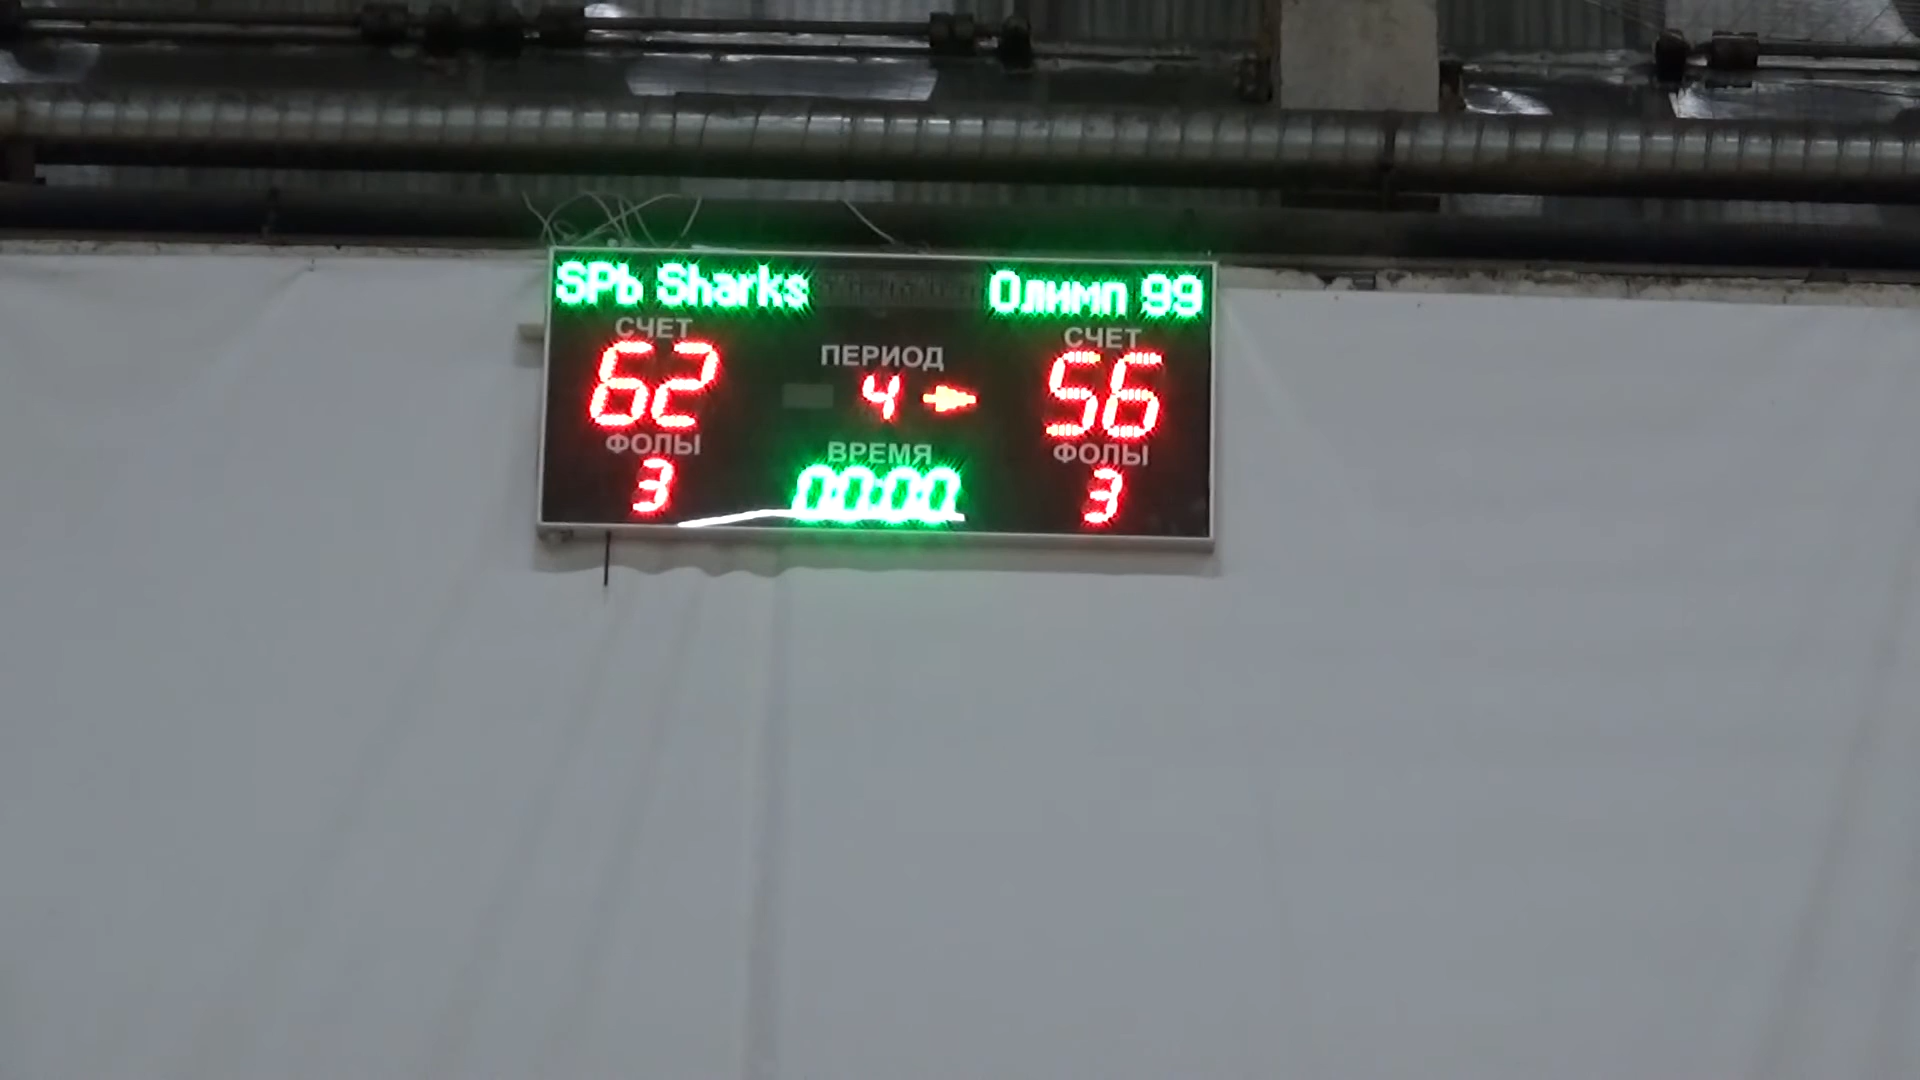 SPb Sharks Олимп 99
СЧЕТ ПЕРИОД СЧЕТ
62 4 56
ФОЛЫ ВРЕМЯ ФОЛЫ
3 00:00 3